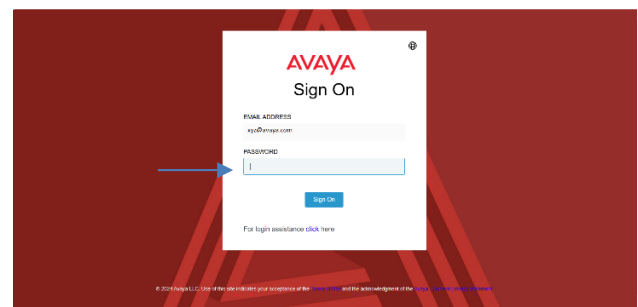 AVAYA
Sign On
EMAIL ADDRESS
xyz@avaya.com
PASSWORD
Sign On
For login assistance click here
Avaya LLC. Use of this site indicates your acceptance of the and the acknowledgment of the Avaya